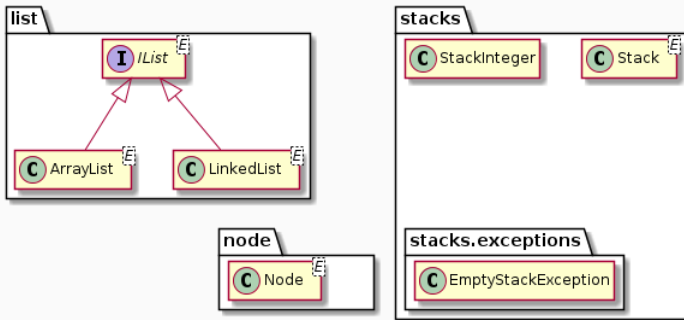 list
I IList E
C ArrayList E
C LinkedList E
node
C Node E
stacks
C StackInteger
C Stack E
stacks.exceptions
C EmptyStackException